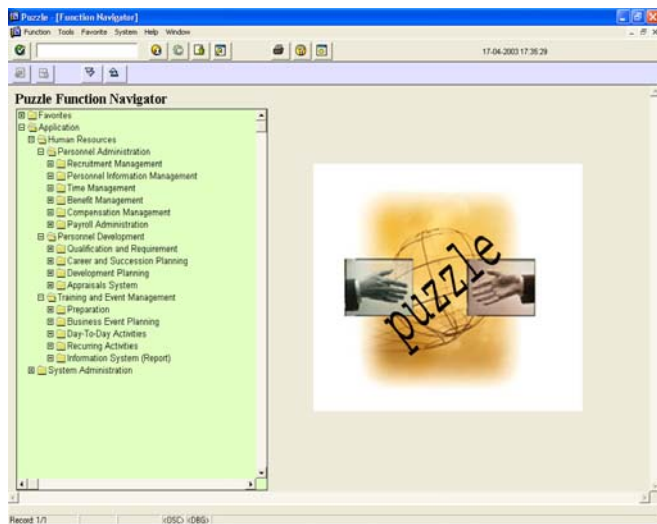 Puzzle - [Function Navigator]
Function Tools Favorite System Help Window
17-04-2003 17:35:29
Puzzle Function Navigator
Favorites
Application
Human Resources
Personnel Administration
Recruitment Management
Personnel Information Management
Time Management
Benefit Management
Compensation Management
Payroll Administration
Personnel Development
Qualification and Requirement
Career and Succession Planning
Development Planning
Appraisals System
Training and Event Management
Preparation
Business Event Planning
Day-To-Day Activities
Recurring Activities
Information System (Report)
System Administration
puzzle
Record: 1/1 <OSC> <DBG>